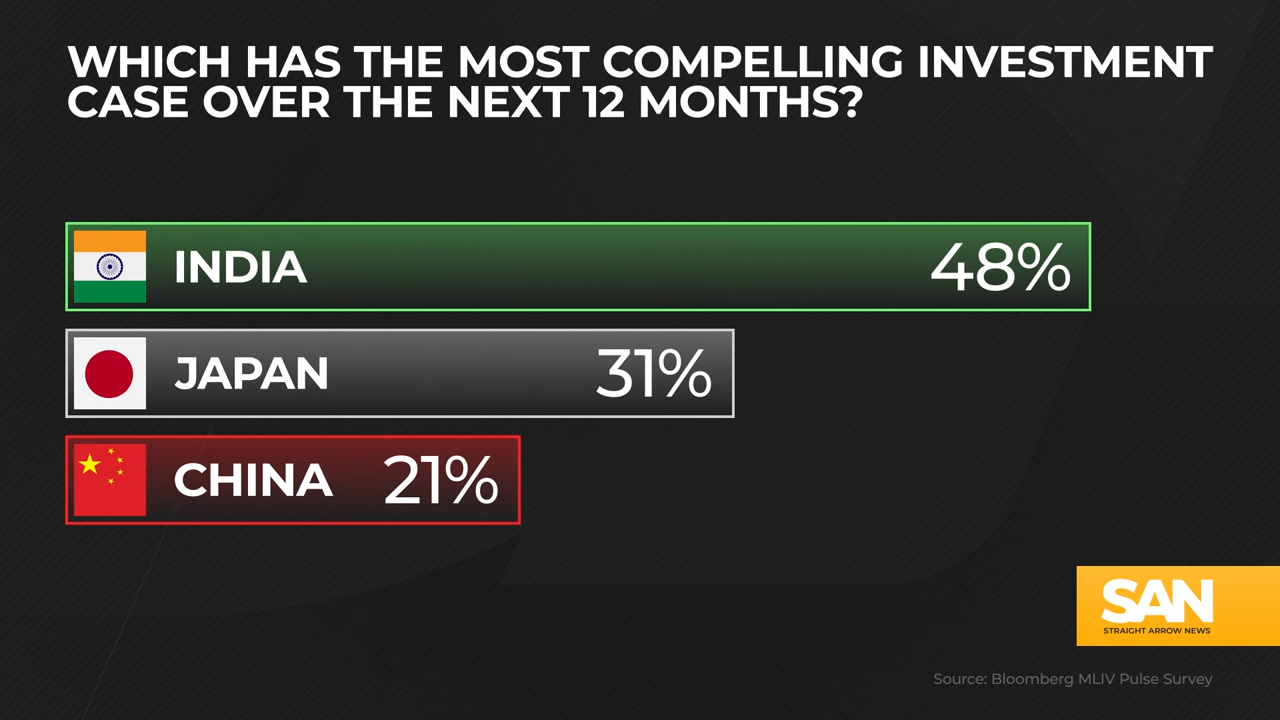 WHICH HAS THE MOST COMPELLING INVESTMENT
CASE OVER THE NEXT 12 MONTHS?
INDIA 48%
JAPAN 31%
CHINA 21%
SAN
STRAIGHT ARROW NEWS
Source: Bloomberg MLIV Pulse Survey